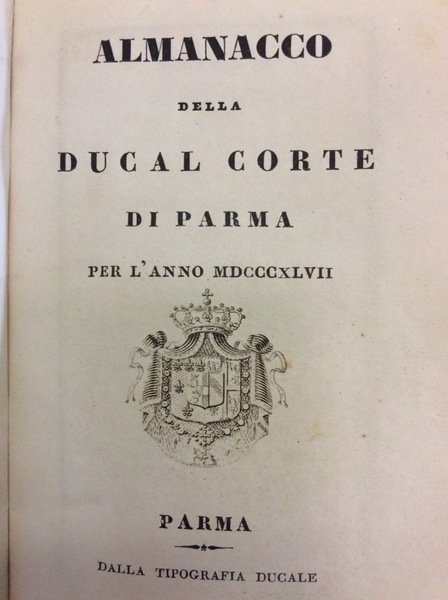 ALMANACCO
DELLA
DUCAL CORTE
DI PARMA
PER L'ANNO MDCCCXLVII
PARMA
DALLA TIPOGRAFIA DUCALE